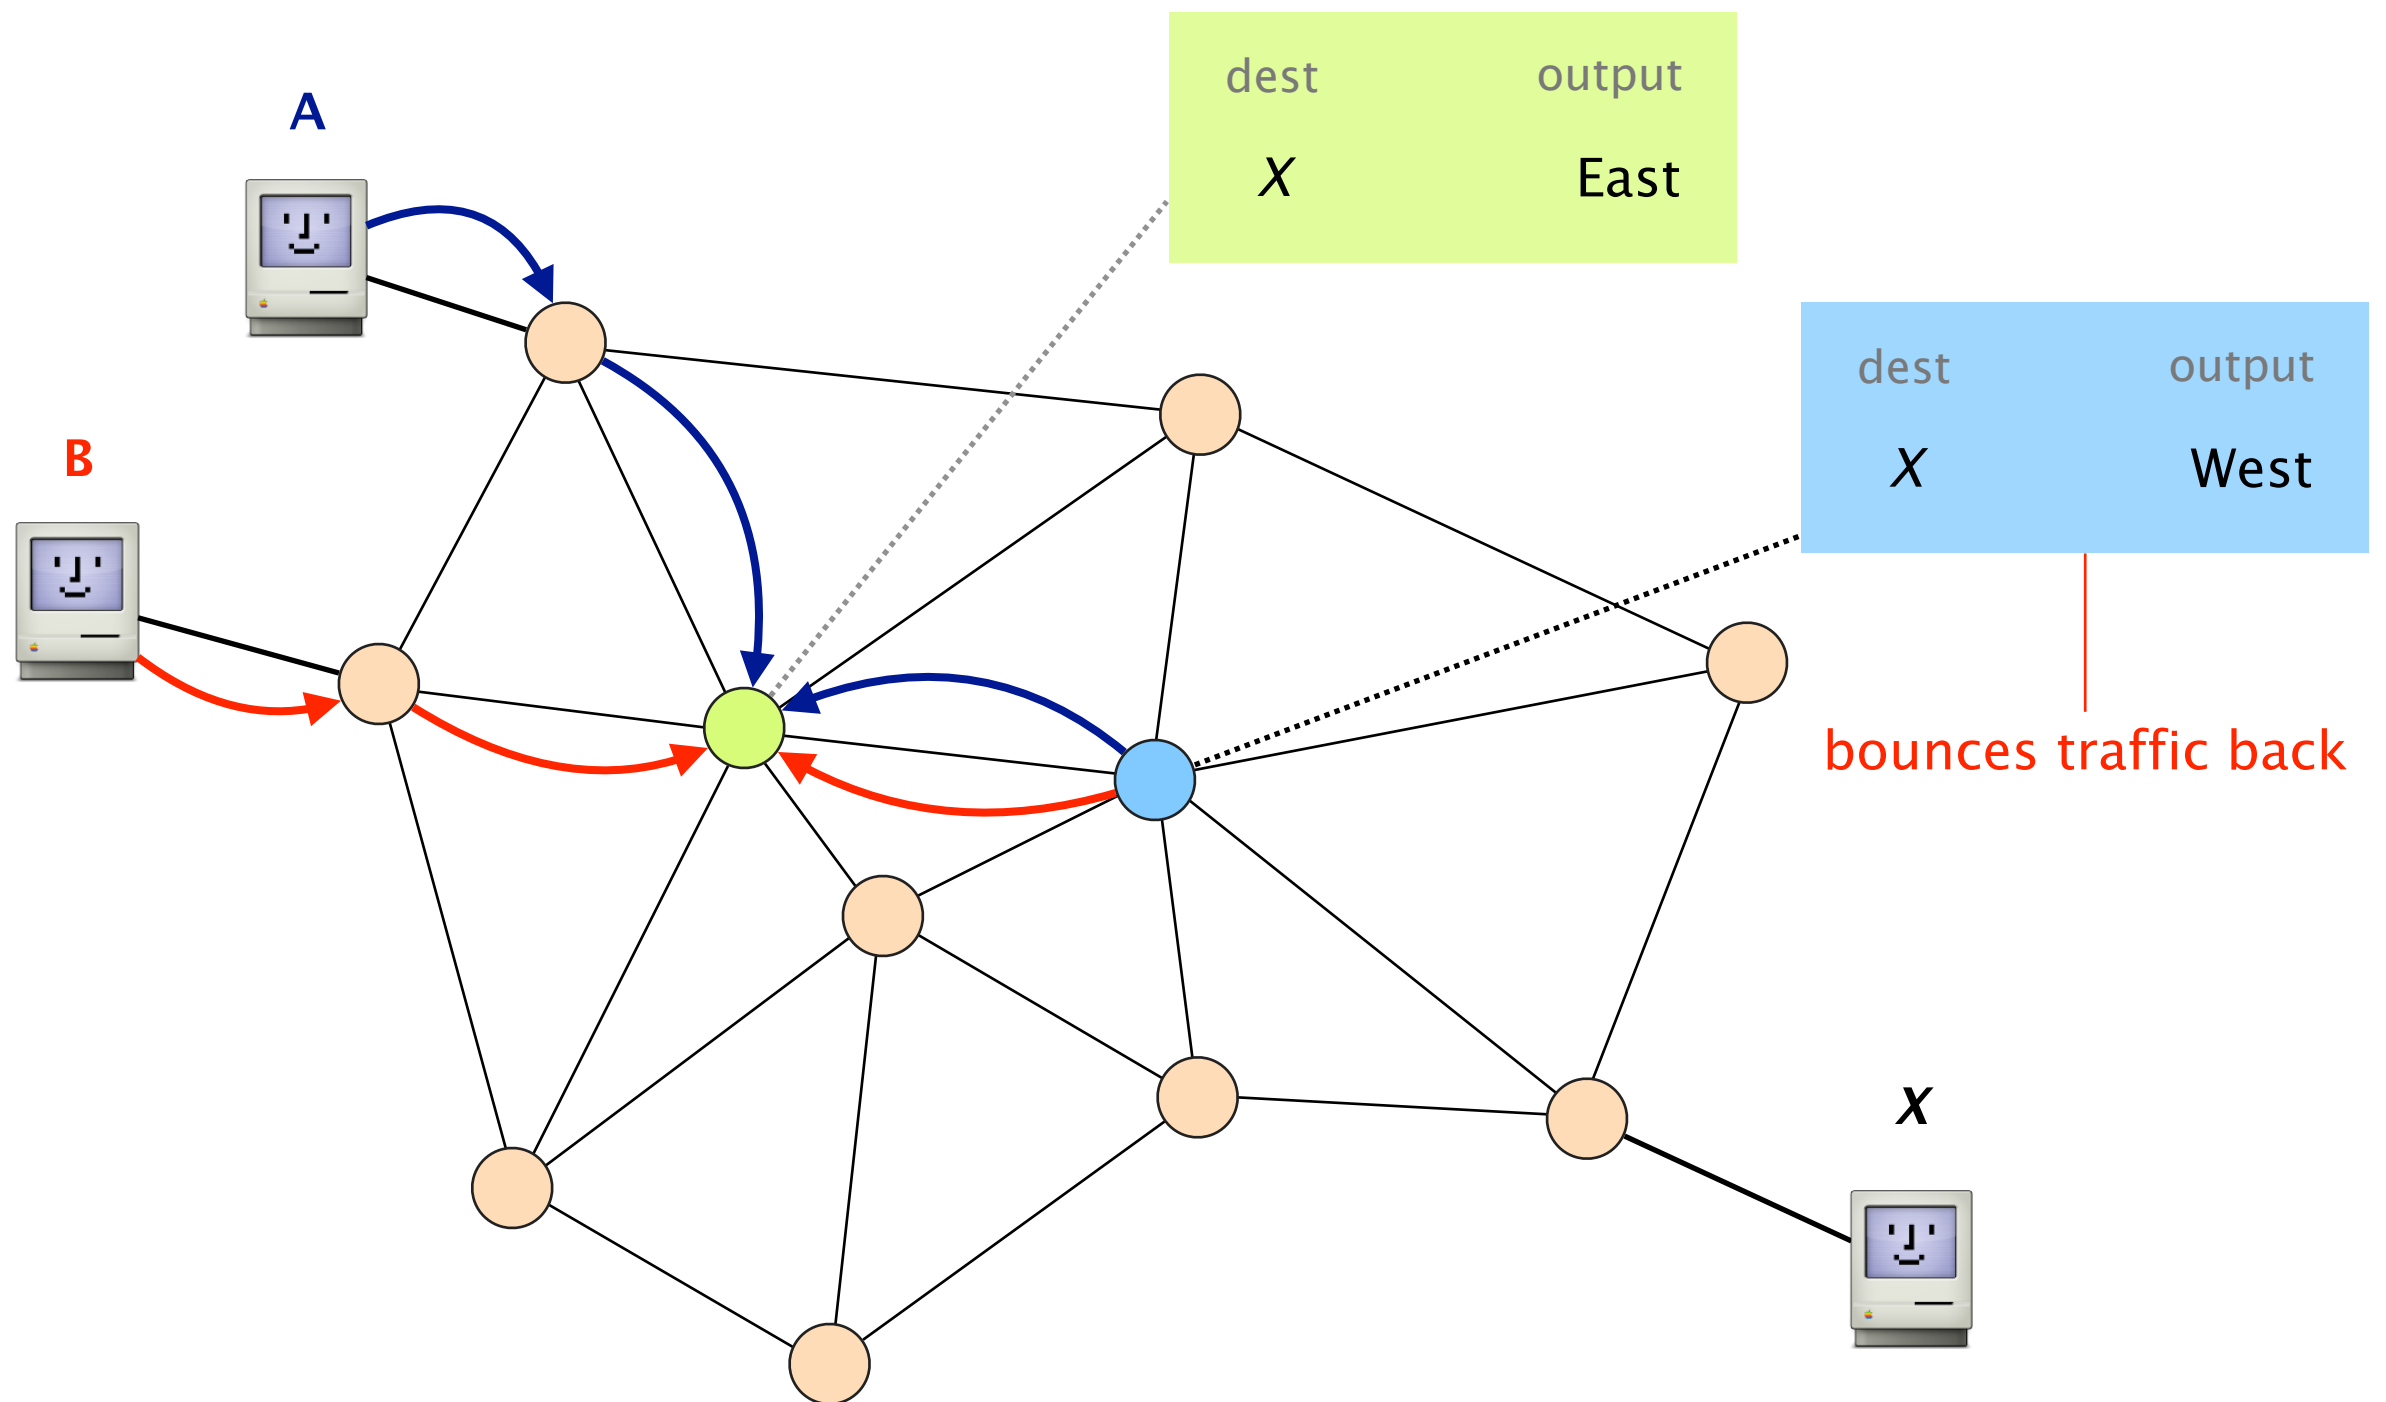 A
dest output
X East
B
dest output
X West
bounces traffic back
X